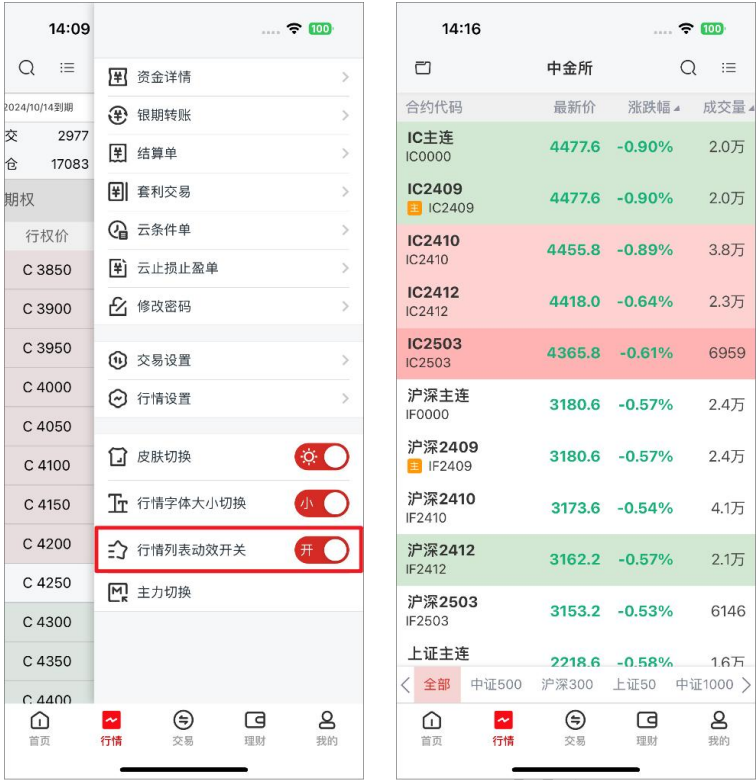 14:09
100
2024/10/14到期
交 2977
仓 17083
期权
行权价
C 3850
C 3900
C 3950
C 4000
C 4050
C 4100
C 4150
C 4200
C 4250
C 4300
C 4350
C 4400
资金详情
银期转账
结算单
套利交易
云条件单
云止损止盈单
修改密码
交易设置
行情设置
皮肤切换
行情字体大小切换 小
行情列表动效开关 开
主力切换
首页 行情 交易 理财 我的
14:16
100
中金所
合约代码 最新价 涨跌幅 成交量
IC主连
IC0000
4477.6 -0.90% 2.0万
IC2409
主 IC2409
4477.6 -0.90% 2.0万
IC2410
IC2410
4455.8 -0.89% 3.8万
IC2412
IC2412
4418.0 -0.64% 2.3万
IC2503
IC2503
4365.8 -0.61% 6959
沪深主连
IF0000
3180.6 -0.57% 2.4万
沪深2409
主 IF2409
3180.6 -0.57% 2.4万
沪深2410
IF2410
3173.6 -0.54% 4.1万
沪深2412
IF2412
3162.2 -0.57% 2.1万
沪深2503
IF2503
3153.2 -0.53% 6146
上证主连
2218.6 -0.58% 1.6万
全部 中证500 沪深300 上证50 中证1000
首页 行情 交易 理财 我的